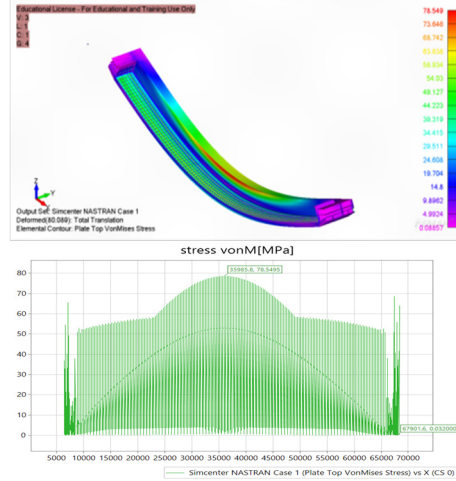 Educational License - For Educational and Training Use Only
V: 3
L: 1
C: 1
G: 4
78.549
73.646
68.742
63.838
58.934
54.03
49.127
44.223
39.319
34.415
29.511
24.608
19.704
14.8
9.8962
4.9924
0.08857
Z
Y
X
Output Set: Simcenter NASTRAN Case 1
Deformed(80.089): Total Translation
Elemental Contour: Plate Top VonMises Stress
stress vonM[MPa]
35985.8, 78.5495
80
70
60
50
40
30
20
10
0
67901.6, 0.032000
5000 10000 15000 20000 25000 30000 35000 40000 45000 50000 55000 60000 65000 70000
Simcenter NASTRAN Case 1 (Plate Top VonMises Stress) vs X (CS 0)